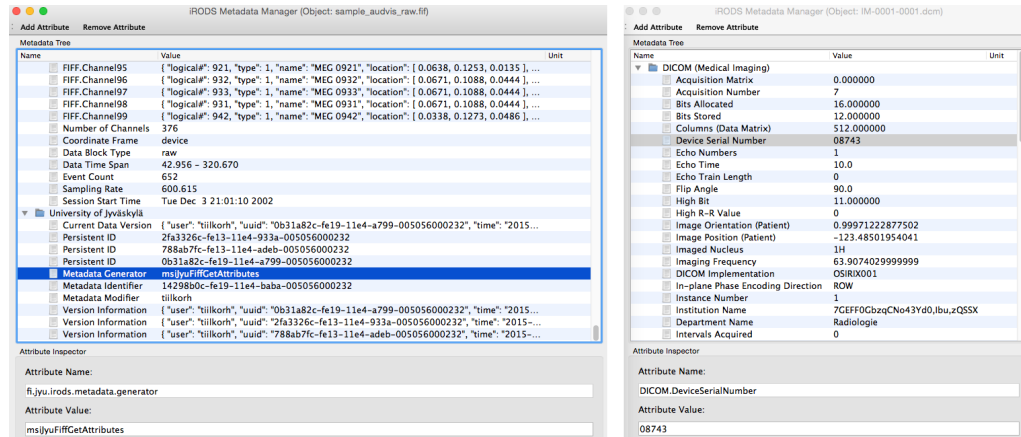 iRODS Metadata Manager (Object: sample_audvis_raw.fif)
Add Attribute Remove Attribute
Metadata Tree
Name Value Unit
FIFF.Channel95 { "logical#": 921, "type": 1, "name": "MEG 0921", "location": [ 0.0638, 0.1253, 0.0135 ], ...
FIFF.Channel96 { "logical#": 932, "type": 1, "name": "MEG 0932", "location": [ 0.0671, 0.1088, 0.0444 ], ...
FIFF.Channel97 { "logical#": 933, "type": 1, "name": "MEG 0933", "location": [ 0.0671, 0.1088, 0.0444 ], ...
FIFF.Channel98 { "logical#": 931, "type": 1, "name": "MEG 0931", "location": [ 0.0671, 0.1088, 0.0444 ], ...
FIFF.Channel99 { "logical#": 942, "type": 1, "name": "MEG 0942", "location": [ 0.0338, 0.1273, 0.0486 ], ...
Number of Channels 376
Coordinate Frame device
Data Block Type raw
Data Time Span 42.956 - 320.670
Event Count 652
Sampling Rate 600.615
Session Start Time Tue Dec 3 21:01:10 2002
University of Jyväskylä
Current Data Version { "user": "tiilkorh", "uuid": "0b31a82c-fe19-11e4-a799-005056000232", "time": "2015...
Persistent ID 2fa3326c-fe13-11e4-933a-005056000232
Persistent ID 788ab7fc-fe13-11e4-adeb-005056000232
Persistent ID 0b31a82c-fe19-11e4-a799-005056000232
Metadata Generator msiJyuFiffGetAttributes
Metadata Identifier 14298b0c-fe19-11e4-baba-005056000232
Metadata Modifier tiilkorh
Version Information { "user": "tiilkorh", "uuid": "0b31a82c-fe19-11e4-a799-005056000232", "time": "2015...
Version Information { "user": "tiilkorh", "uuid": "2fa3326c-fe13-11e4-933a-005056000232", "time": "2015-...
Version Information { "user": "tiilkorh", "uuid": "788ab7fc-fe13-11e4-adeb-005056000232", "time": "2015-...
Attribute Inspector
Attribute Name:
fi.jyu.irods.metadata.generator
Attribute Value:
msiJyuFiffGetAttributes
iRODS Metadata Manager (Object: IM-0001-0001.dcm)
Add Attribute Remove Attribute
Metadata Tree
Name Value Unit
DICOM (Medical Imaging)
Acquisition Matrix 0.000000
Acquisition Number 7
Bits Allocated 16.000000
Bits Stored 12.000000
Columns (Data Matrix) 512.000000
Device Serial Number 08743
Echo Numbers 1
Echo Time 10.0
Echo Train Length 0
Flip Angle 90.0
High Bit 11.000000
High R-R Value 0
Image Orientation (Patient) 0.99971222877502
Image Position (Patient) -123.48501954041
Imaged Nucleus 1H
Imaging Frequency 63.9074029999999
DICOM Implementation OSIRIX001
In-plane Phase Encoding Direction ROW
Instance Number 1
Institution Name 7GEFF0GbzqCNo43Yd0,Ibu,zQSSX
Department Name Radiologie
Intervals Acquired 0
Attribute Inspector
Attribute Name:
DICOM.DeviceSerialNumber
Attribute Value:
08743